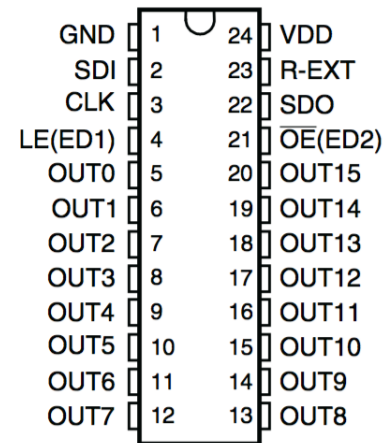 GND 1 24 VDD
SDI 2 23 R-EXT
CLK 3 22 SDO
LE(ED1) 4 21 O̅E̅(ED2)
OUT0 5 20 OUT15
OUT1 6 19 OUT14
OUT2 7 18 OUT13
OUT3 8 17 OUT12
OUT4 9 16 OUT11
OUT5 10 15 OUT10
OUT6 11 14 OUT9
OUT7 12 13 OUT8